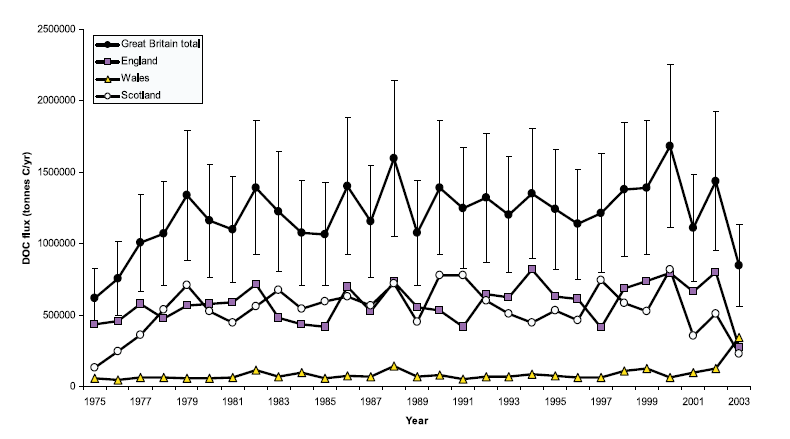 2500000
2000000
1500000
1000000
500000
0
DOC flux (tonnes C/yr)
Great Britain total
England
Wales
Scotland
1975 1977 1979 1981 1983 1985 1987 1989 1991 1993 1995 1997 1999 2001 2003
Year